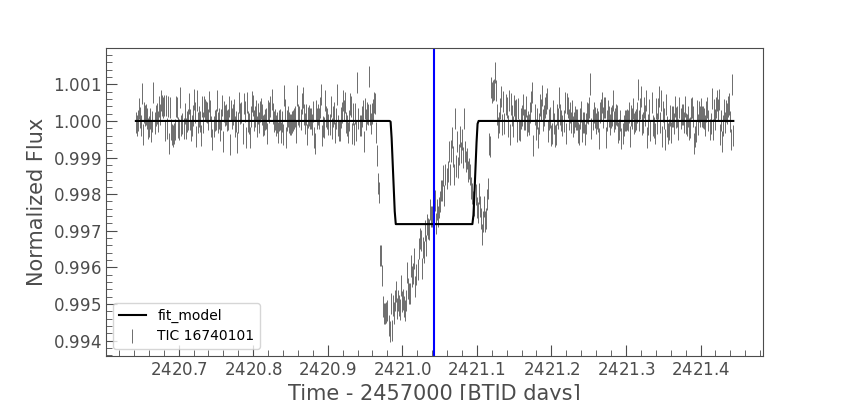 1.001
1.000
0.999
0.998
0.997
0.996
0.995
0.994
Normalized Flux
fit_model
TIC 16740101
2420.7 2420.8 2420.9 2421.0 2421.1 2421.2 2421.3 2421.4
Time - 2457000 [BTJD days]